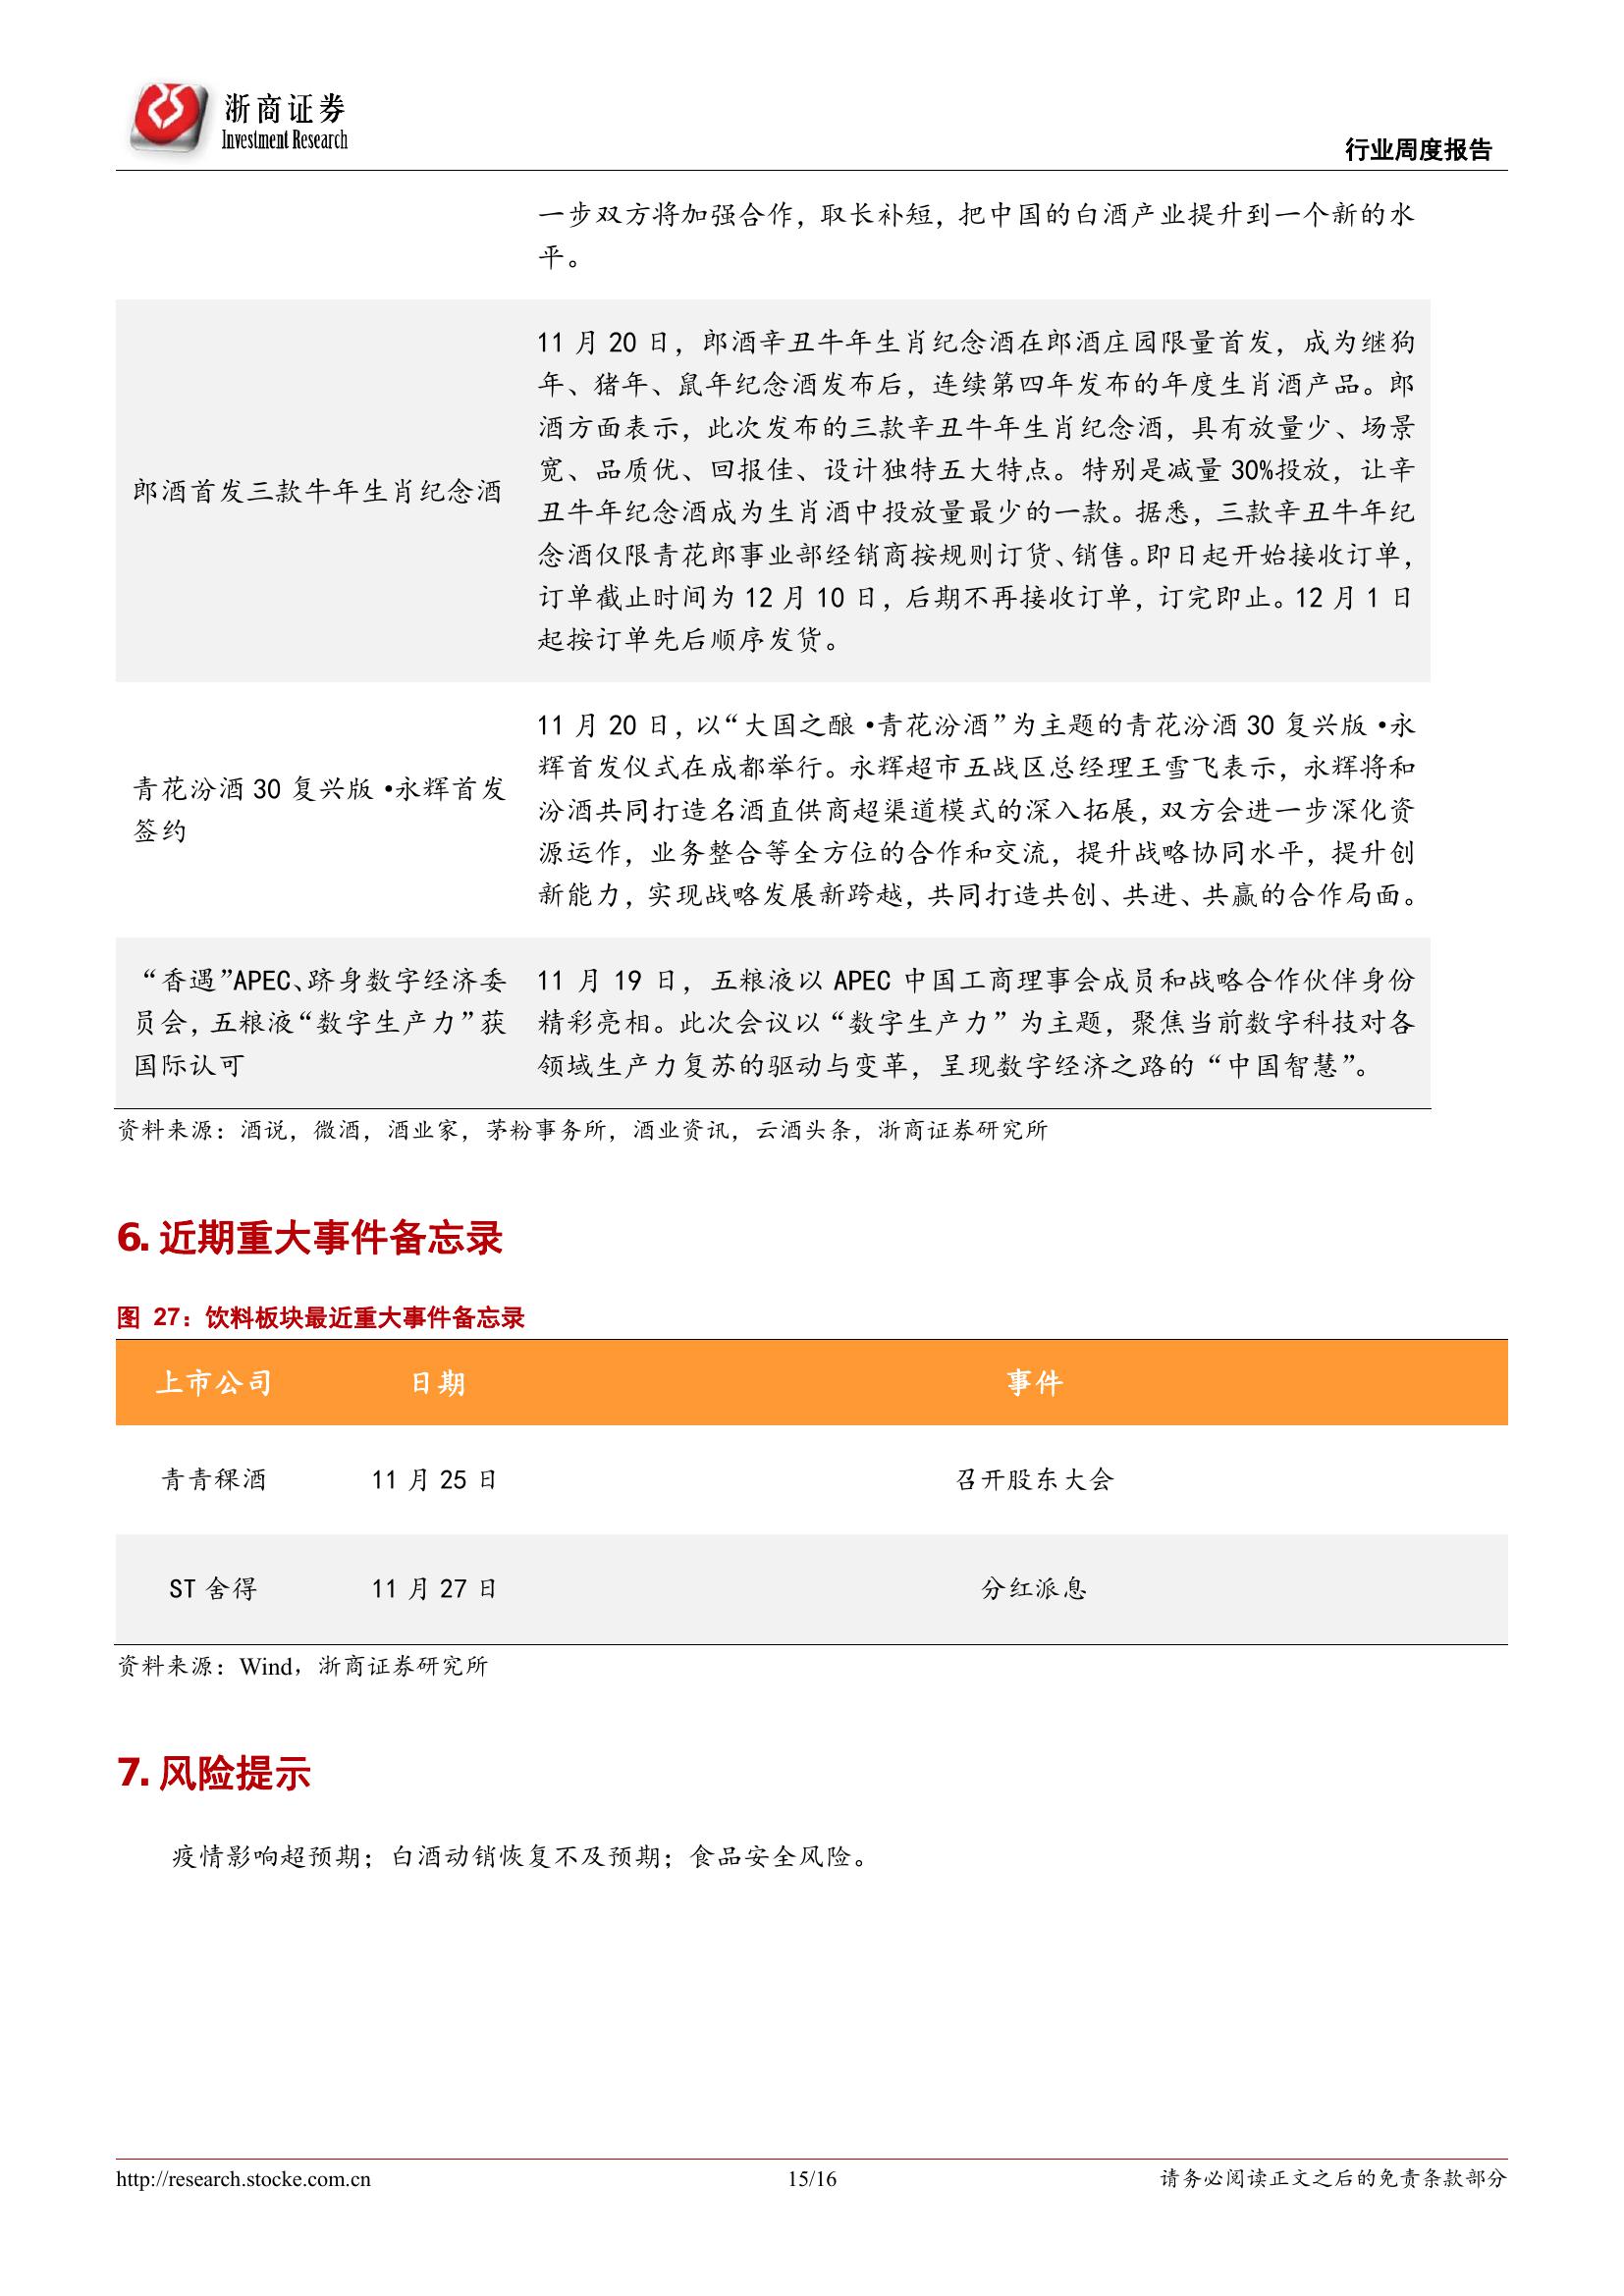 浙商证券
Investment Research
行业周度报告
一步双方将加强合作，取长补短，把中国的白酒产业提升到一个新的水
平。
郎酒首发三款牛年生肖纪念酒
11 月 20 日，郎酒辛丑牛年生肖纪念酒在郎酒庄园限量首发，成为继狗
年、猪年、鼠年纪念酒发布后，连续第四年发布的年度生肖酒产品。郎
酒方面表示，此次发布的三款辛丑牛年生肖纪念酒，具有放量少、场景
宽、品质优、回报佳、设计独特五大特点。特别是减量 30%投放，让辛
丑牛年纪念酒成为生肖酒中投放量最少的一款。据悉，三款辛丑牛年纪
念酒仅限青花郎事业部经销商按规则订货、销售。即日起开始接收订单，
订单截止时间为 12 月 10 日，后期不再接收订单，订完即止。12 月 1 日
起按订单先后顺序发货。
青花汾酒 30 复兴版·永辉首发
签约
11 月 20 日，以“大国之酿·青花汾酒”为主题的青花汾酒 30 复兴版·永
辉首发仪式在成都举行。永辉超市五战区总经理王雪飞表示，永辉将和
汾酒共同打造名酒直供商超渠道模式的深入拓展，双方会进一步深化资
源运作，业务整合等全方位的合作和交流，提升战略协同水平，提升创
新能力，实现战略发展新跨越，共同打造共创、共进、共赢的合作局面。
“香遇”APEC、跻身数字经济委
员会，五粮液“数字生产力”获
国际认可
11 月 19 日，五粮液以 APEC 中国工商理事会成员和战略合作伙伴身份
精彩亮相。此次会议以“数字生产力”为主题，聚焦当前数字科技对各
领域生产力复苏的驱动与变革，呈现数字经济之路的“中国智慧”。
资料来源：酒说，微酒，酒业家，茅粉事务所，酒业资讯，云酒头条，浙商证券研究所
6. 近期重大事件备忘录
图 27：饮料板块最近重大事件备忘录
上市公司 日期 事件
青青稞酒 11 月 25 日 召开股东大会
ST 舍得 11 月 27 日 分红派息
资料来源：Wind，浙商证券研究所
7. 风险提示
疫情影响超预期；白酒动销恢复不及预期；食品安全风险。
http://research.stocke.com.cn 15/16 请务必阅读正文之后的免责条款部分